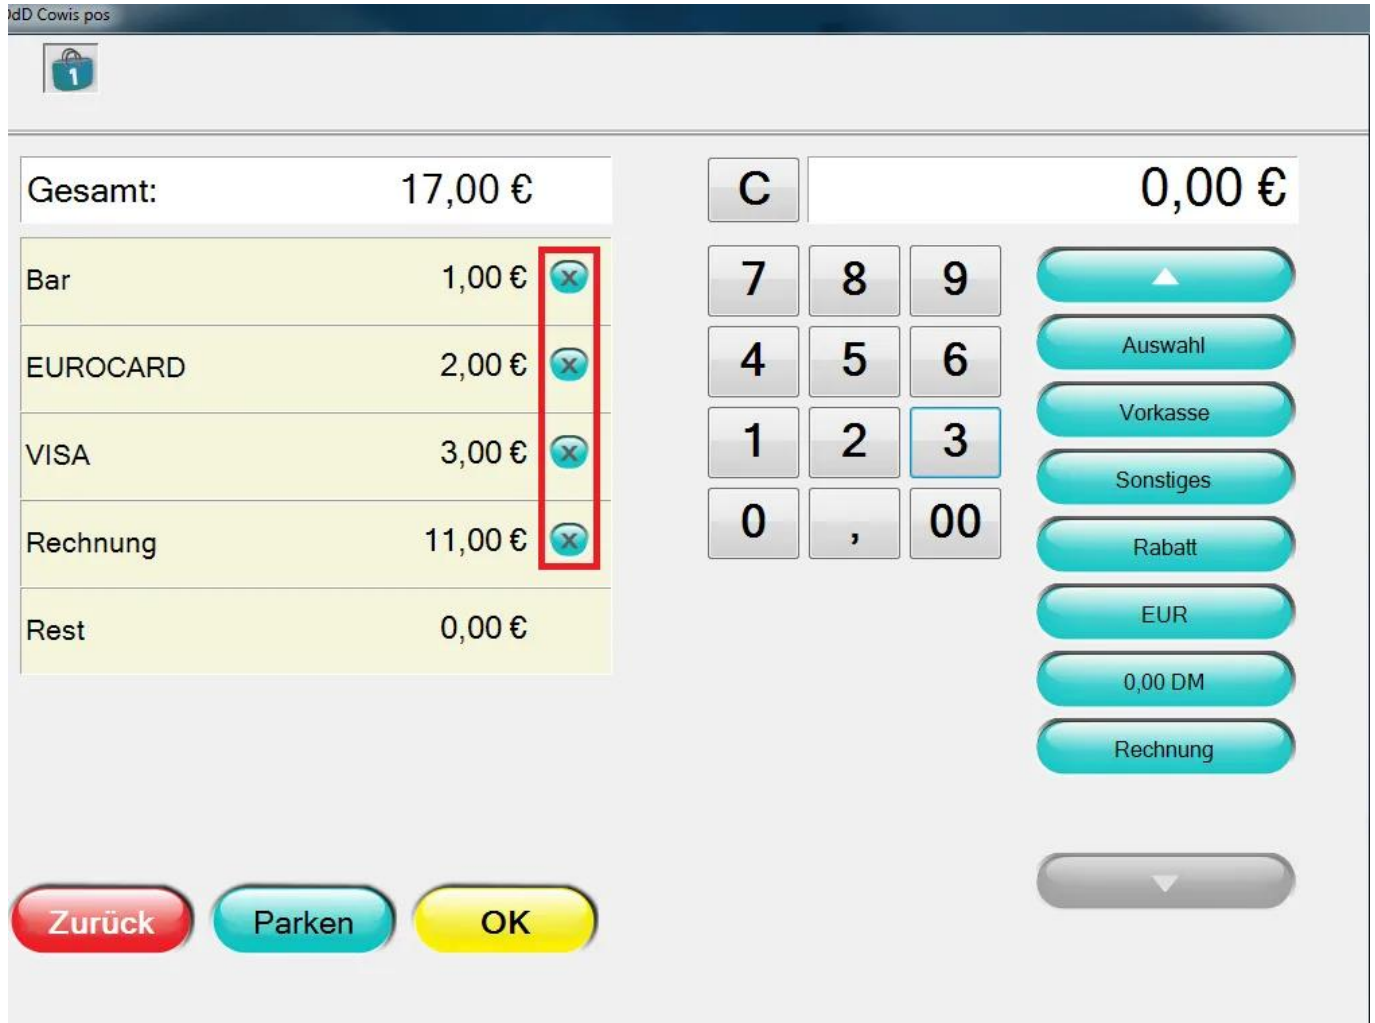 OdD Cowis pos
1
Gesamt: 17,00 €
Bar 1,00 € x
EUROCARD 2,00 € x
VISA 3,00 € x
Rechnung 11,00 € x
Rest 0,00 €
Zurück Parken OK
C 0,00 €
7 8 9
4 5 6
1 2 3
0 , 00
Auswahl
Vorkasse
Sonstiges
Rabatt
EUR
0,00 DM
Rechnung